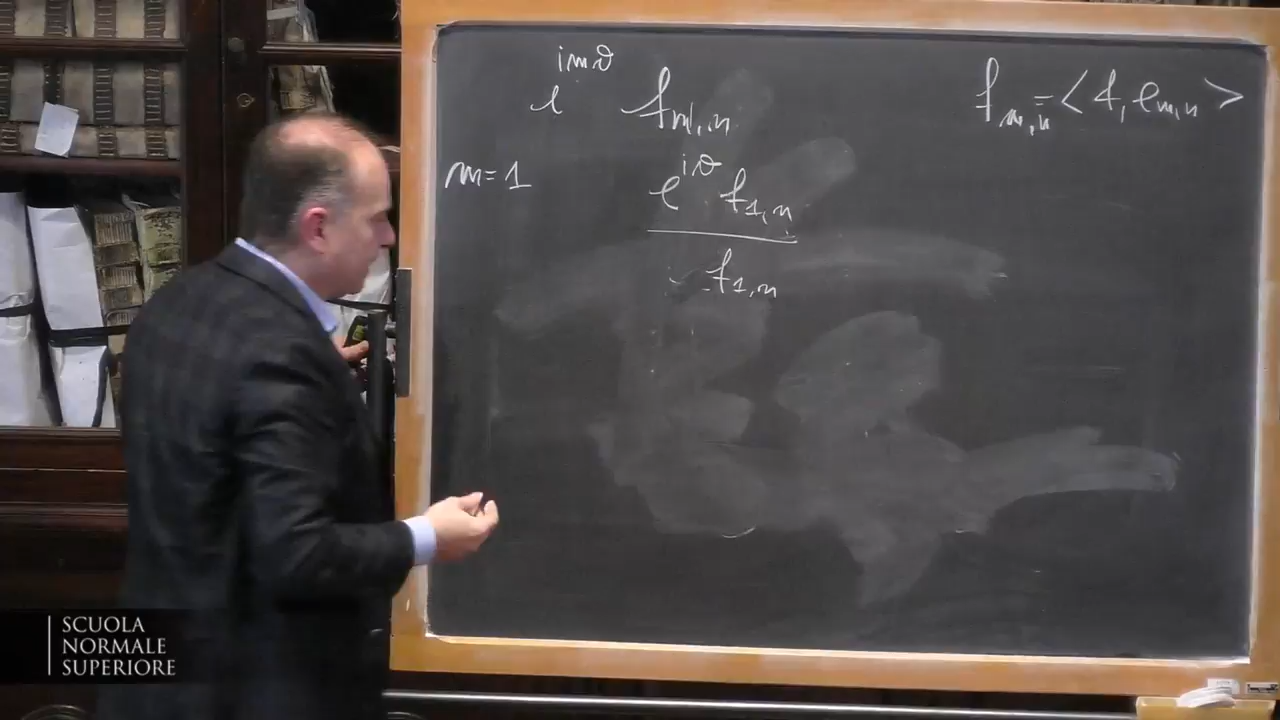 e^{imϑ} f_{m,n}
f_{m,n} = < f, e_{m,n} >
m=1
e^{iϑ} f_{1,n}
f_{1,n}
SCUOLA
NORMALE
SUPERIORE